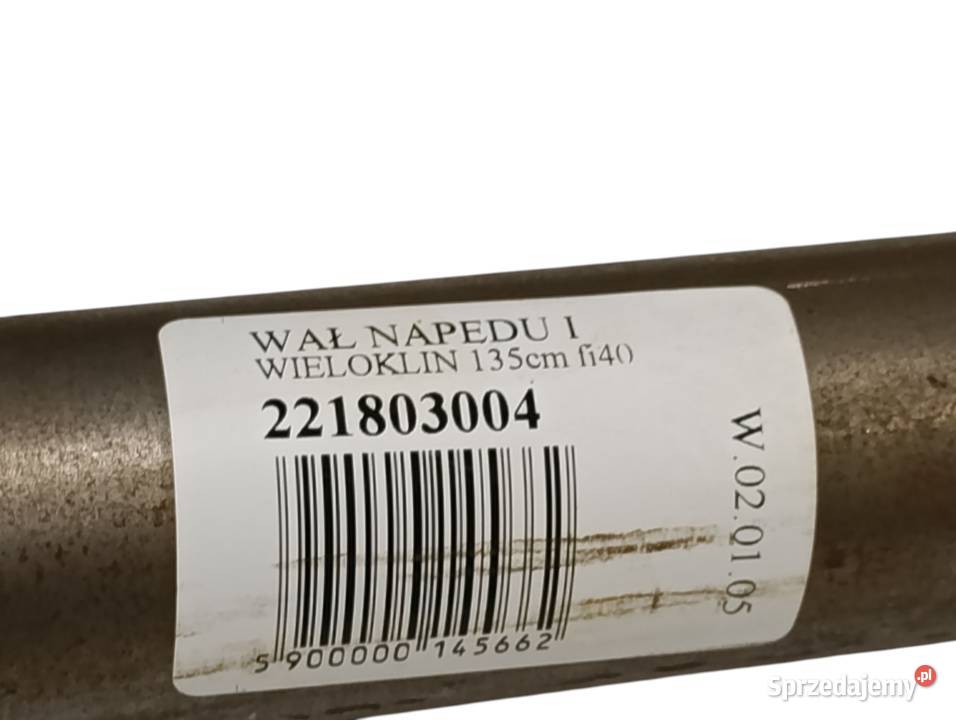 WAŁ NAPEDU I
WIELOKLIN 135cm fi40
221803004
W.02.01.05
5 900000 145662
Sprzedajemy.pl